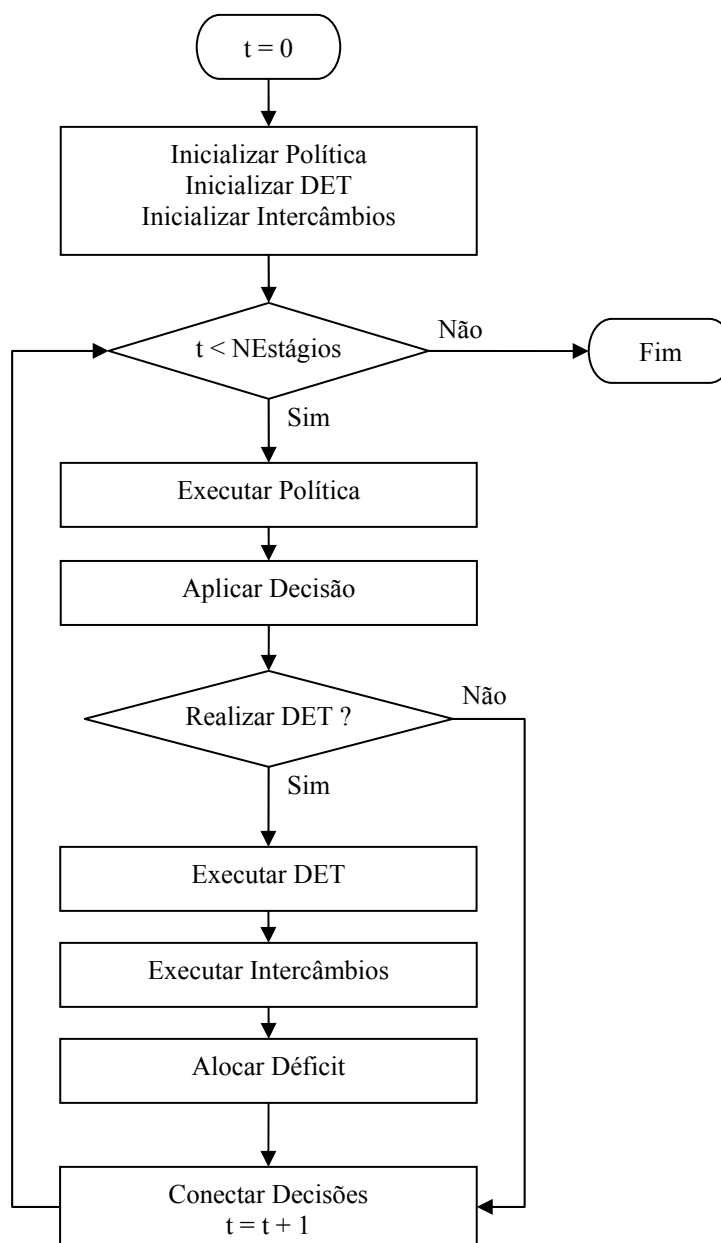 t = 0
Inicializar Política
Inicializar DET
Inicializar Intercâmbios
t < NEstágios
Não
Fim
Sim
Executar Política
Aplicar Decisão
Realizar DET ?
Não
Sim
Executar DET
Executar Intercâmbios
Alocar Déficit
Conectar Decisões
t = t + 1